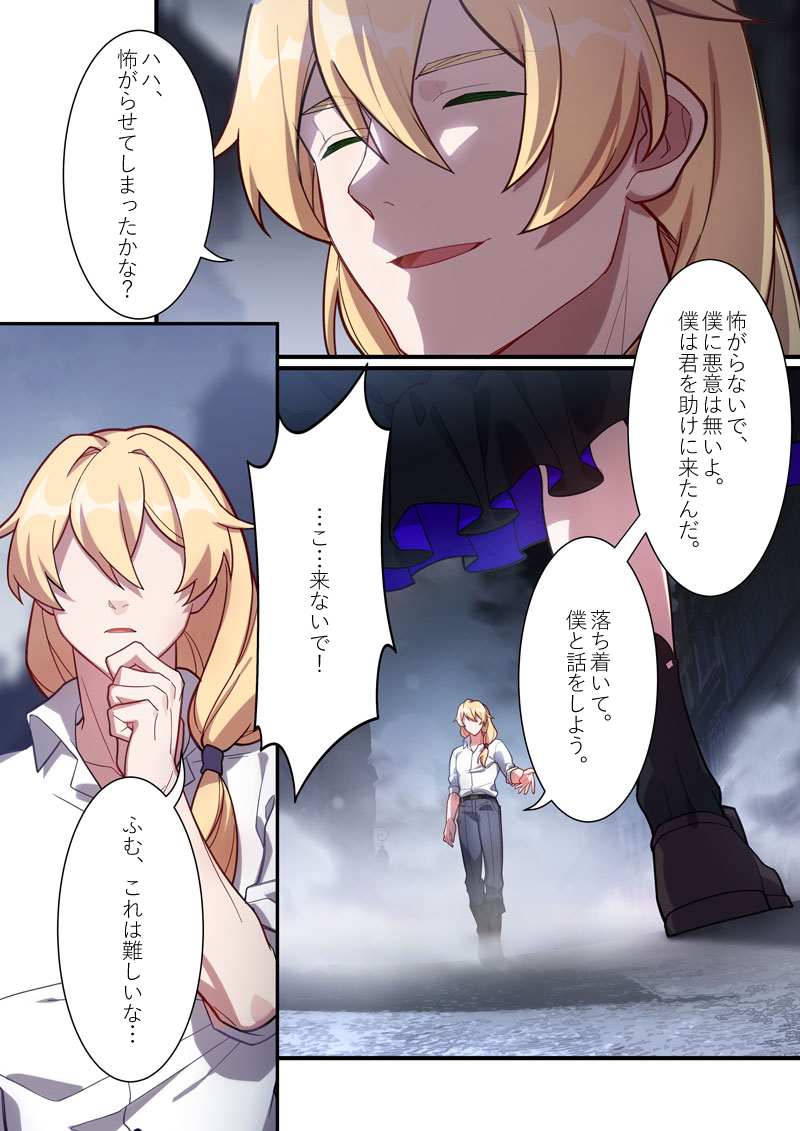 ハハ、
怖がらせてしまったかな？
怖がらないで、
僕に悪意は無いよ。
僕は君を助けに来たんだ。
落ち着いて。
僕と話をしよう。
…こ…来ないで！
ふむ、これは難しいな…